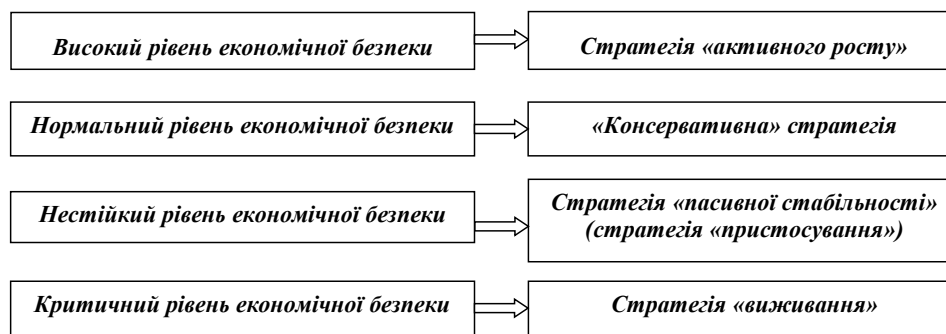 Високий рівень економічної безпеки
Стратегія «активного росту»
Нормальний рівень економічної безпеки
«Консервативна» стратегія
Нестійкий рівень економічної безпеки
Стратегія «пасивної стабільності»
(стратегія «пристосування»)
Критичний рівень економічної безпеки
Стратегія «виживання»